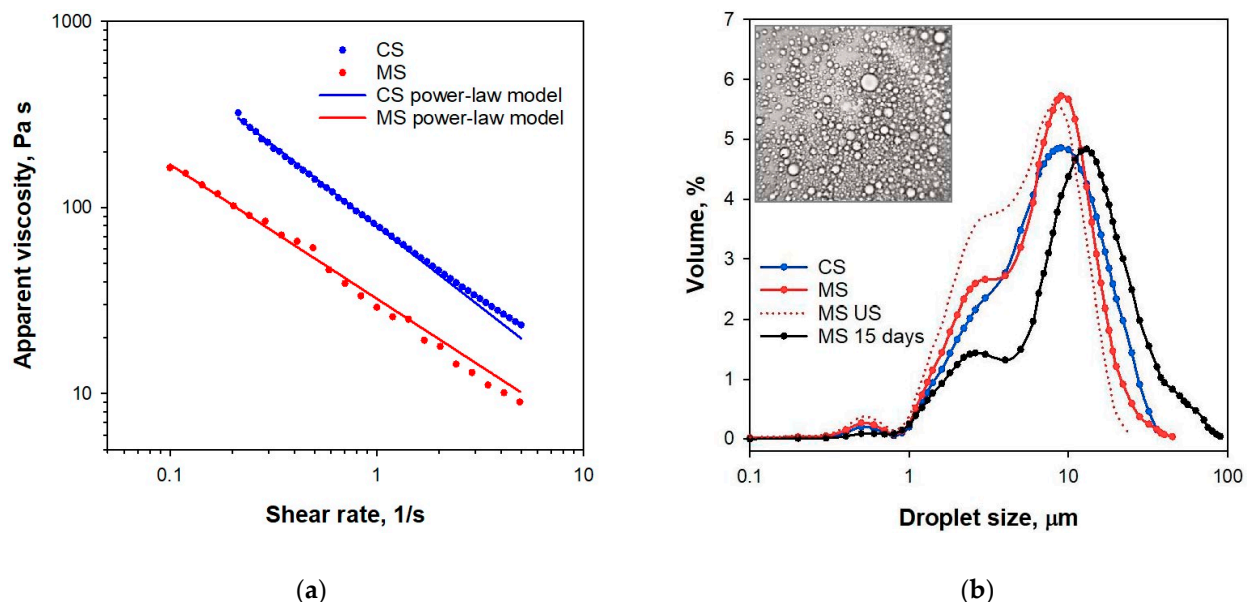 1000
100
10
Apparent viscosity, Pa s
CS
MS
CS power-law model
MS power-law model
0.1
1
10
Shear rate, 1/s
(a)
7
6
5
4
3
2
1
0
Volume, %
CS
MS
MS US
MS 15 days
0.1
1
10
100
Droplet size, μm
(b)